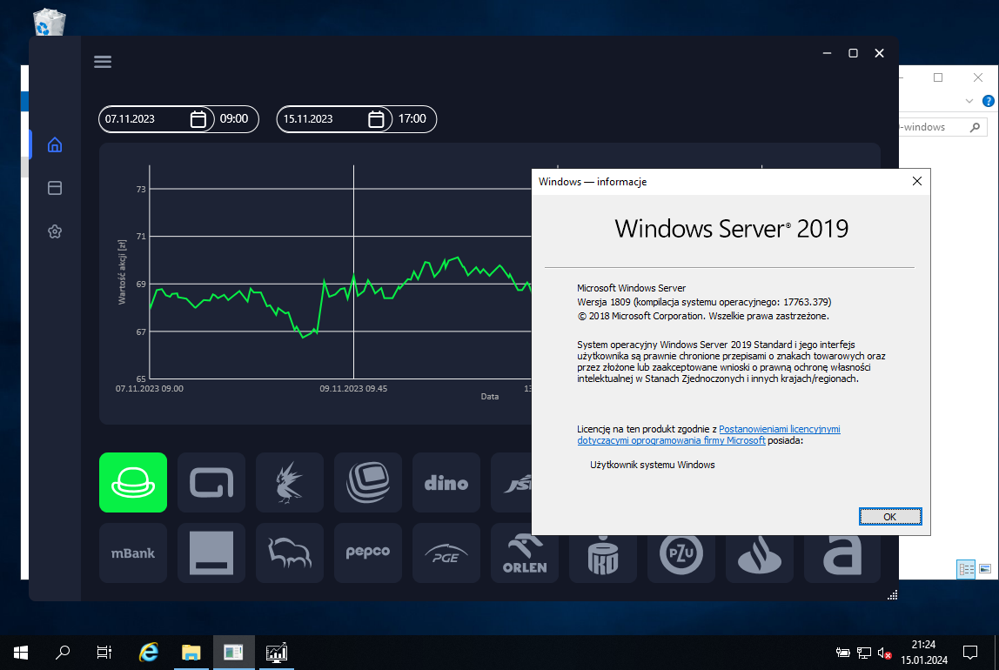 07.11.2023
09:00
15.11.2023
17:00
-windows
73
71
69
67
65
Wartość akcji [zł]
07.11.2023 09.00
09.11.2023 09.45
13
Data
Windows — informacje
Windows Server® 2019
Microsoft Windows Server
Wersja 1809 (kompilacja systemu operacyjnego: 17763.379)
© 2018 Microsoft Corporation. Wszelkie prawa zastrzeżone.
System operacyjny Windows Server 2019 Standard i jego interfejs
użytkownika są prawnie chronione przepisami o znakach towarowych oraz
przez złożone lub zaakceptowane wnioski o prawną ochronę własności
intelektualnej w Stanach Zjednoczonych i innych krajach/regionach.
Licencję na ten produkt zgodnie z Postanowieniami licencyjnymi
dotyczącymi oprogramowania firmy Microsoft posiada:
Użytkownik systemu Windows
OK
dino
JS
mBank
pepco
PGE
ORLEN
PKO
PZU
a
21:24
15.01.2024